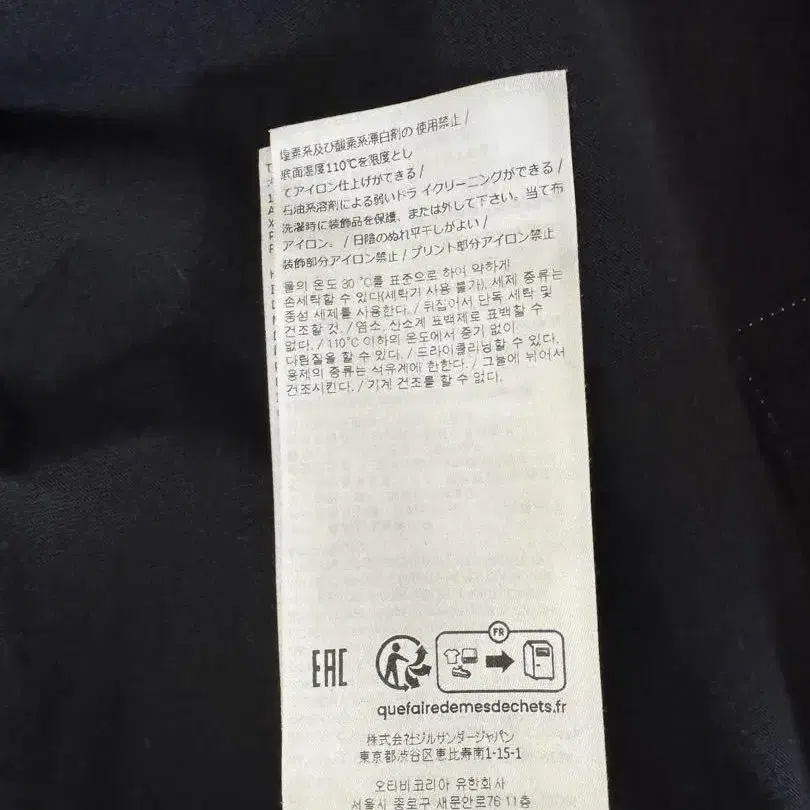 塩素系及び酸素系漂白剤の 使用禁止 /
底面温度110℃を限度とし
てアイロン仕上げができる /
石油系溶剤による弱いドラ イクリーニングができる /
洗濯時に装飾品を保護、または外して下さい。当て布
アイロン。 / 日陰のぬれ平干しがよい /
装飾部分アイロン禁止 / プリント部分アイロン禁止
물의 온도 30 ℃를 표준으로 하여 약하게
손세탁할 수 있다(세탁기 사용 불가), 세제 종류는
중성 세제를 사용한다. / 뒤집어서 단독 세탁 및
건조할 것. / 염소, 산소계 표백제로 표백할 수
없다. / 110℃ 이하의 온도에서 증기 없이
다림질을 할 수 있다. / 드라이클리닝할 수 있다.
용제의 종류는 석유계에 한한다. / 그늘에 뉘어서
건조시킨다. / 기계 건조를 할 수 없다.
EAC
FR
quefairedemesdechets.fr
株式会社ジルサンダージャパン
東京都渋谷区恵比寿南1-15-1
오티비코리아 유한회사
서울시 종로구 새문안로76 11층